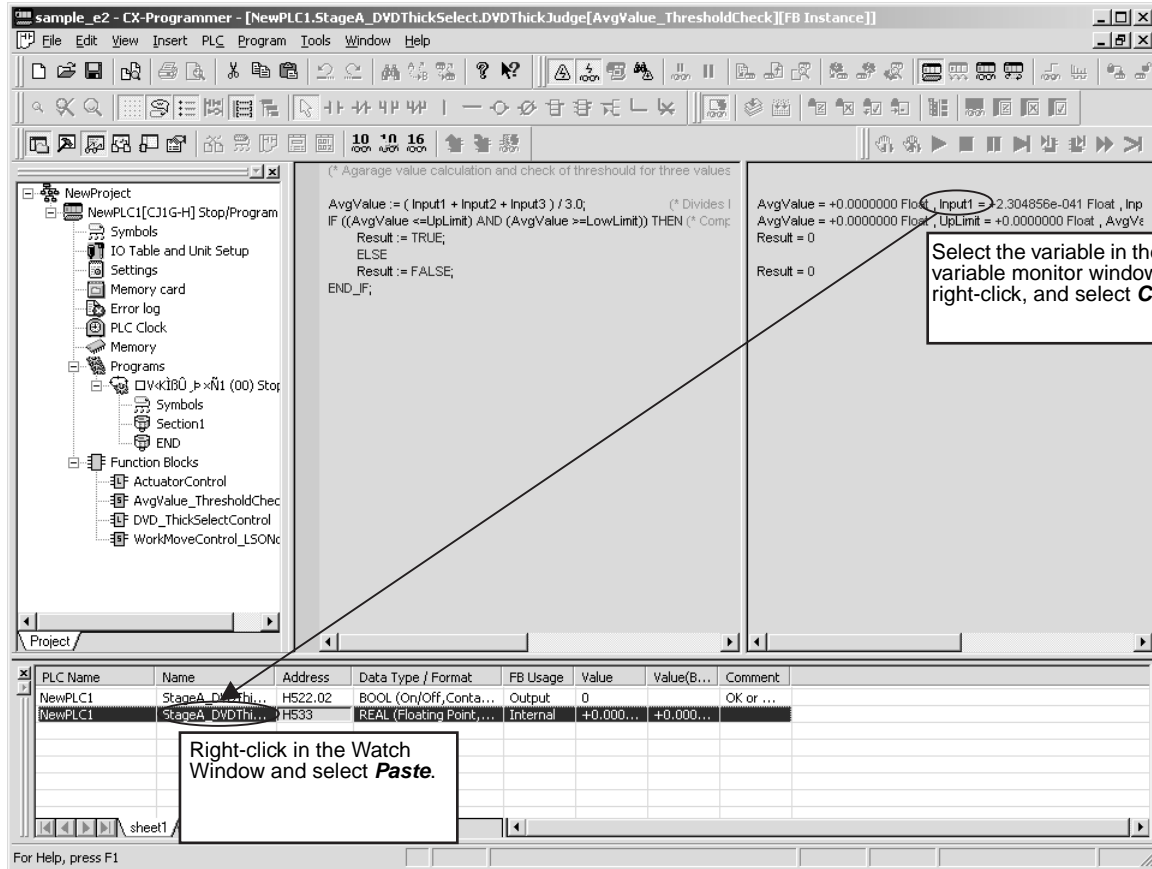 sample_e2 - CX-Programmer - [NewPLC1.StageA_DVDThickSelect.DVDThickJudge[AvgValue_ThresholdCheck][FB Instance]]
File Edit View Insert PLC Program Tools Window Help
10 10 16
NewProject
NewPLC1[CJ1G-H] Stop/Program
Symbols
IO Table and Unit Setup
Settings
Memory card
Error log
PLC Clock
Memory
Programs
(00) Stop
Symbols
Section1
END
Function Blocks
ActuatorControl
AvgValue_ThresholdChec
DVD_ThickSelectControl
WorkMoveControl_LSONc
Project
(* Agarage value calculation and check of threshould for three values
AvgValue := ( Input1 + Input2 + Input3 ) / 3.0; (* Divides I
IF ((AvgValue <=UpLimit) AND (AvgValue >=LowLimit)) THEN (* Comp
Result := TRUE;
ELSE
Result := FALSE;
END_IF;
AvgValue = +0.0000000 Float , Input1 = +2.304856e-041 Float , Inp
AvgValue = +0.0000000 Float , UpLimit = +0.0000000 Float , AvgVa
Result = 0
Result = 0
Select the variable in the
variable monitor window
right-click, and select C
PLC Name Name Address Data Type / Format FB Usage Value Value(B... Comment
NewPLC1 StageA_DVDThi... H522.02 BOOL (On/Off,Conta... Output 0 OK or ...
NewPLC1 StageA_DVDThi... H533 REAL (Floating Point,... Internal +0.000... +0.000...
Right-click in the Watch
Window and select Paste.
sheet1
For Help, press F1